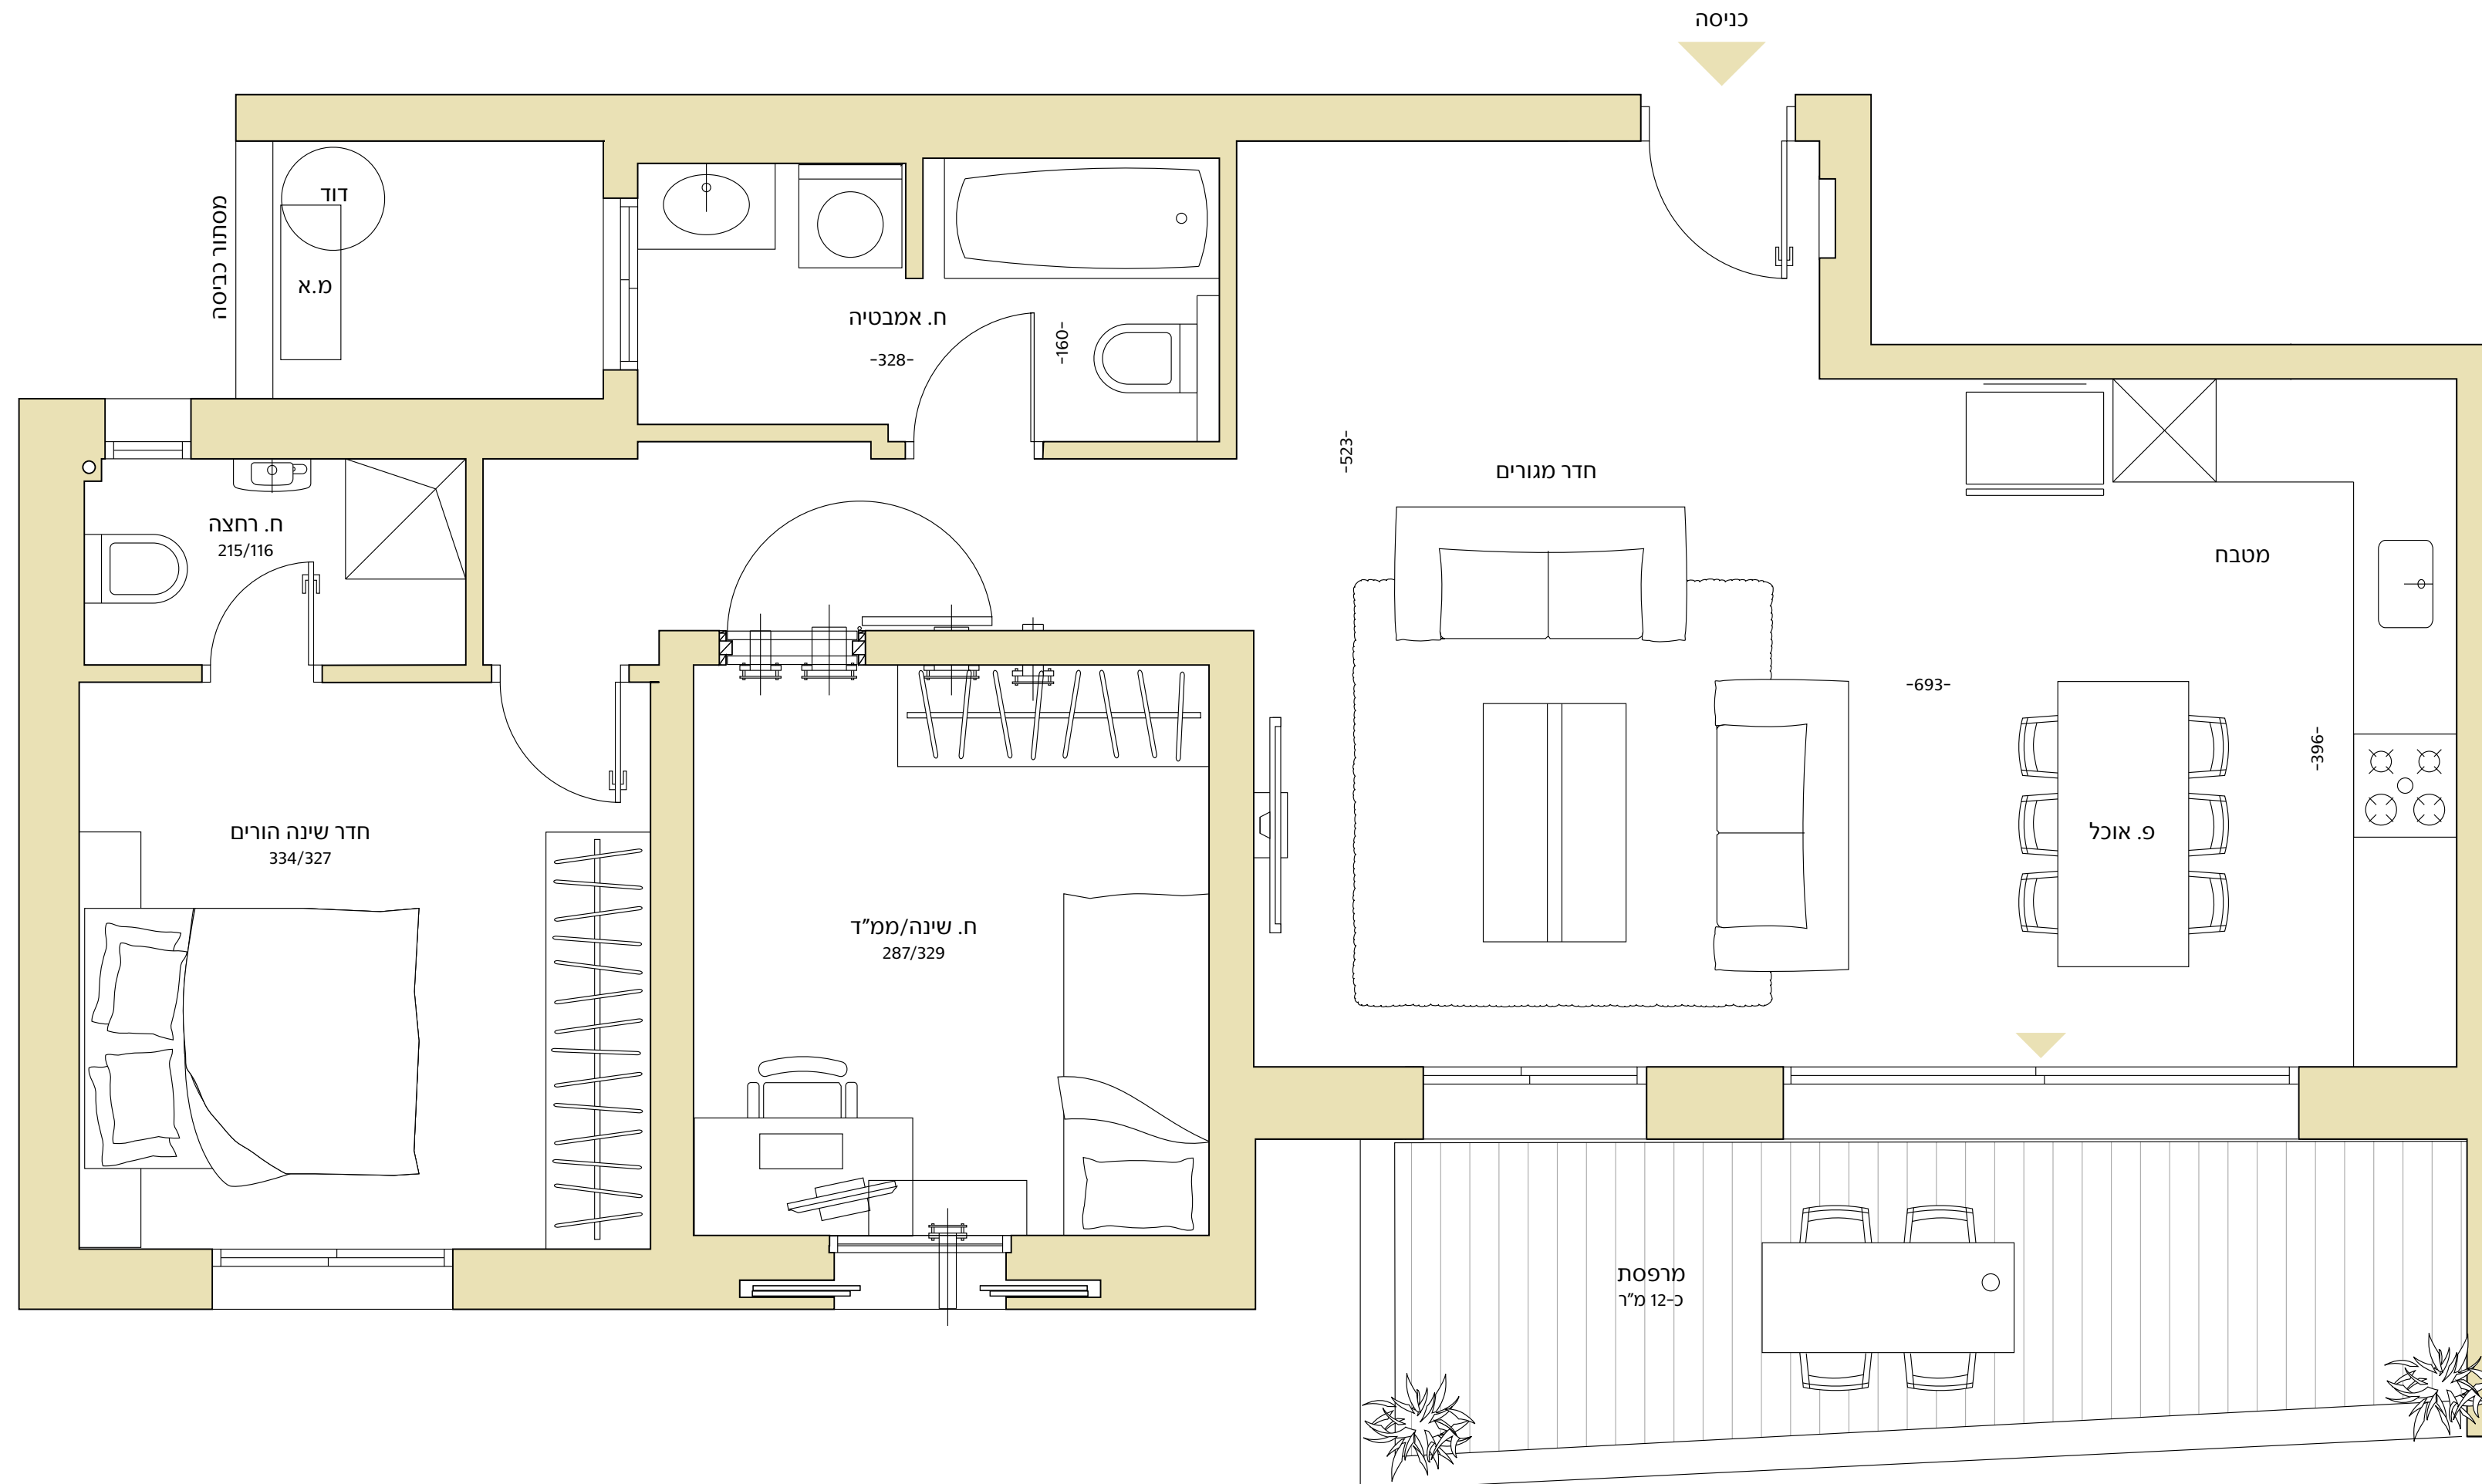 כניסה
דוד
מ.א
מסתור כביסה
ח. אמבטיה
-328-
-160-
ח. רחצה
215/116
-523-
חדר מגורים
מטבח
-693-
-396-
פ. אוכל
חדר שינה הורים
334/327
ח. שינה/ממ"ד
287/329
מרפסת
כ-12 מ"ר